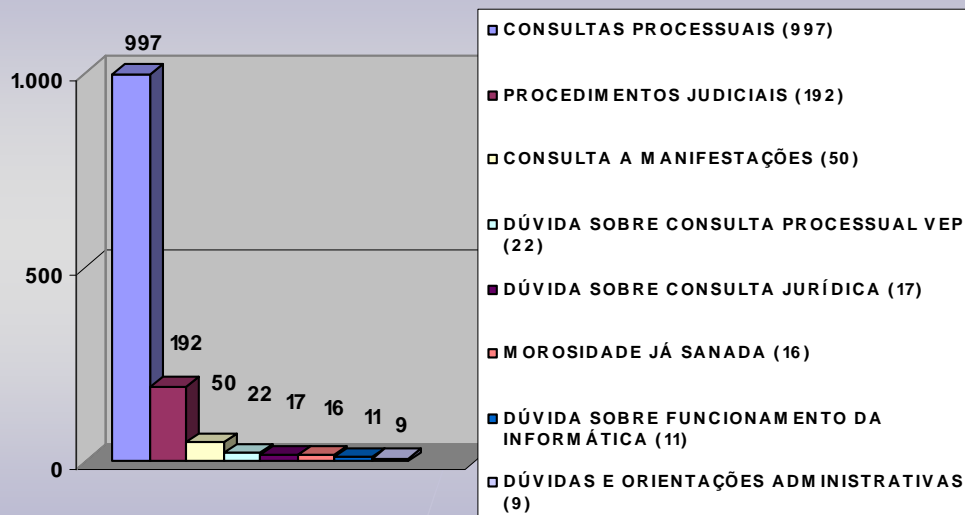 1.000
500
0
997
192
50
22
17
16
11
9
CONSULTAS PROCESSUAIS (997)
PROCEDIMENTOS JUDICIAIS (192)
CONSULTA A MANIFESTAÇÕES (50)
DÚVIDA SOBRE CONSULTA PROCESSUAL VEP
(22)
DÚVIDA SOBRE CONSULTA JURÍDICA (17)
MOROSIDADE JÁ SANADA (16)
DÚVIDA SOBRE FUNCIONAMENTO DA
INFORMÁTICA (11)
DÚVIDAS E ORIENTAÇÕES ADMINISTRATIVAS
(9)